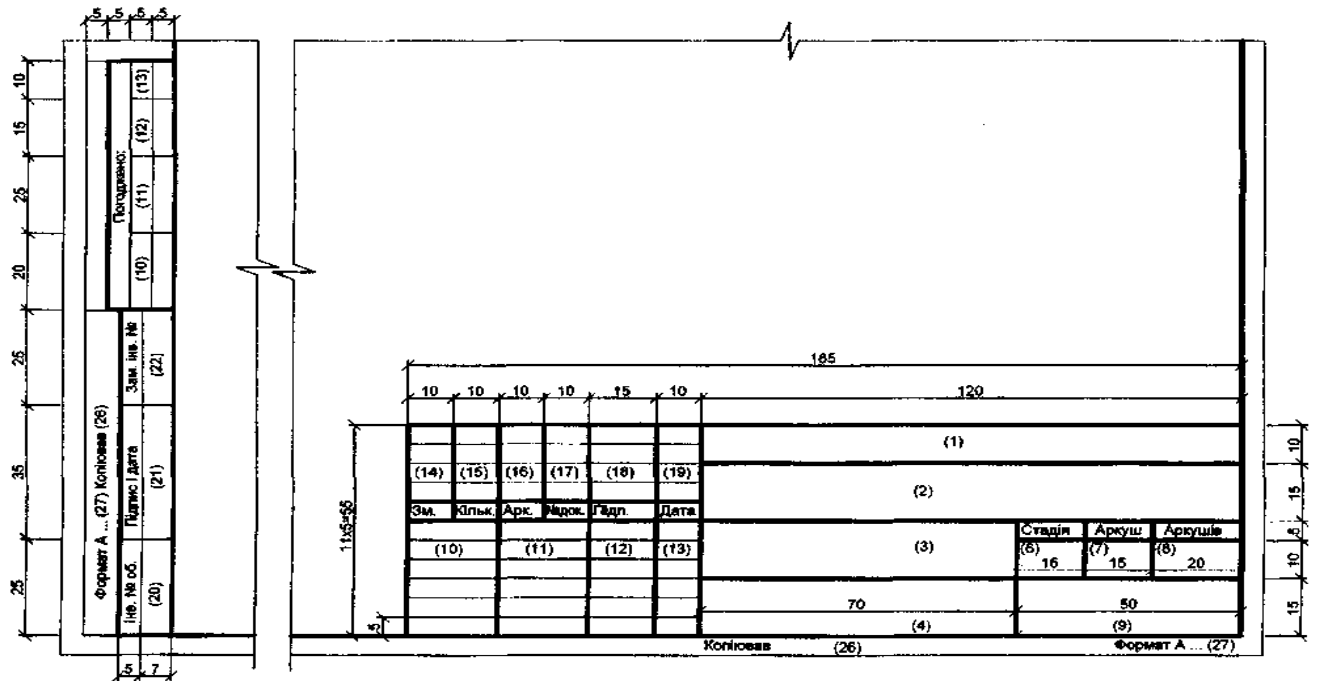 5 5 5 5
10 15 25 20 25 35 25
Погоджено:
(10) (11) (12) (13)
Інв. № об. Підпис і дата Зам. інв. №
(20) (21) (22)
Формат А ... (27) Копіював (26)
5 7
185
10 10 10 10 15 10 120
11х5=55
5
(1)
(14) (15) (16) (17) (18) (19)
(2)
Зм. Кільк. Арк. №док. Підп. Дата
(3)
Стадія Аркуш Аркушів
(6) (7) (8)
16 15 20
(10) (11) (12) (13)
70 50
(4) (9)
10 15 5 10 15
Копіював (26) Формат А ... (27)